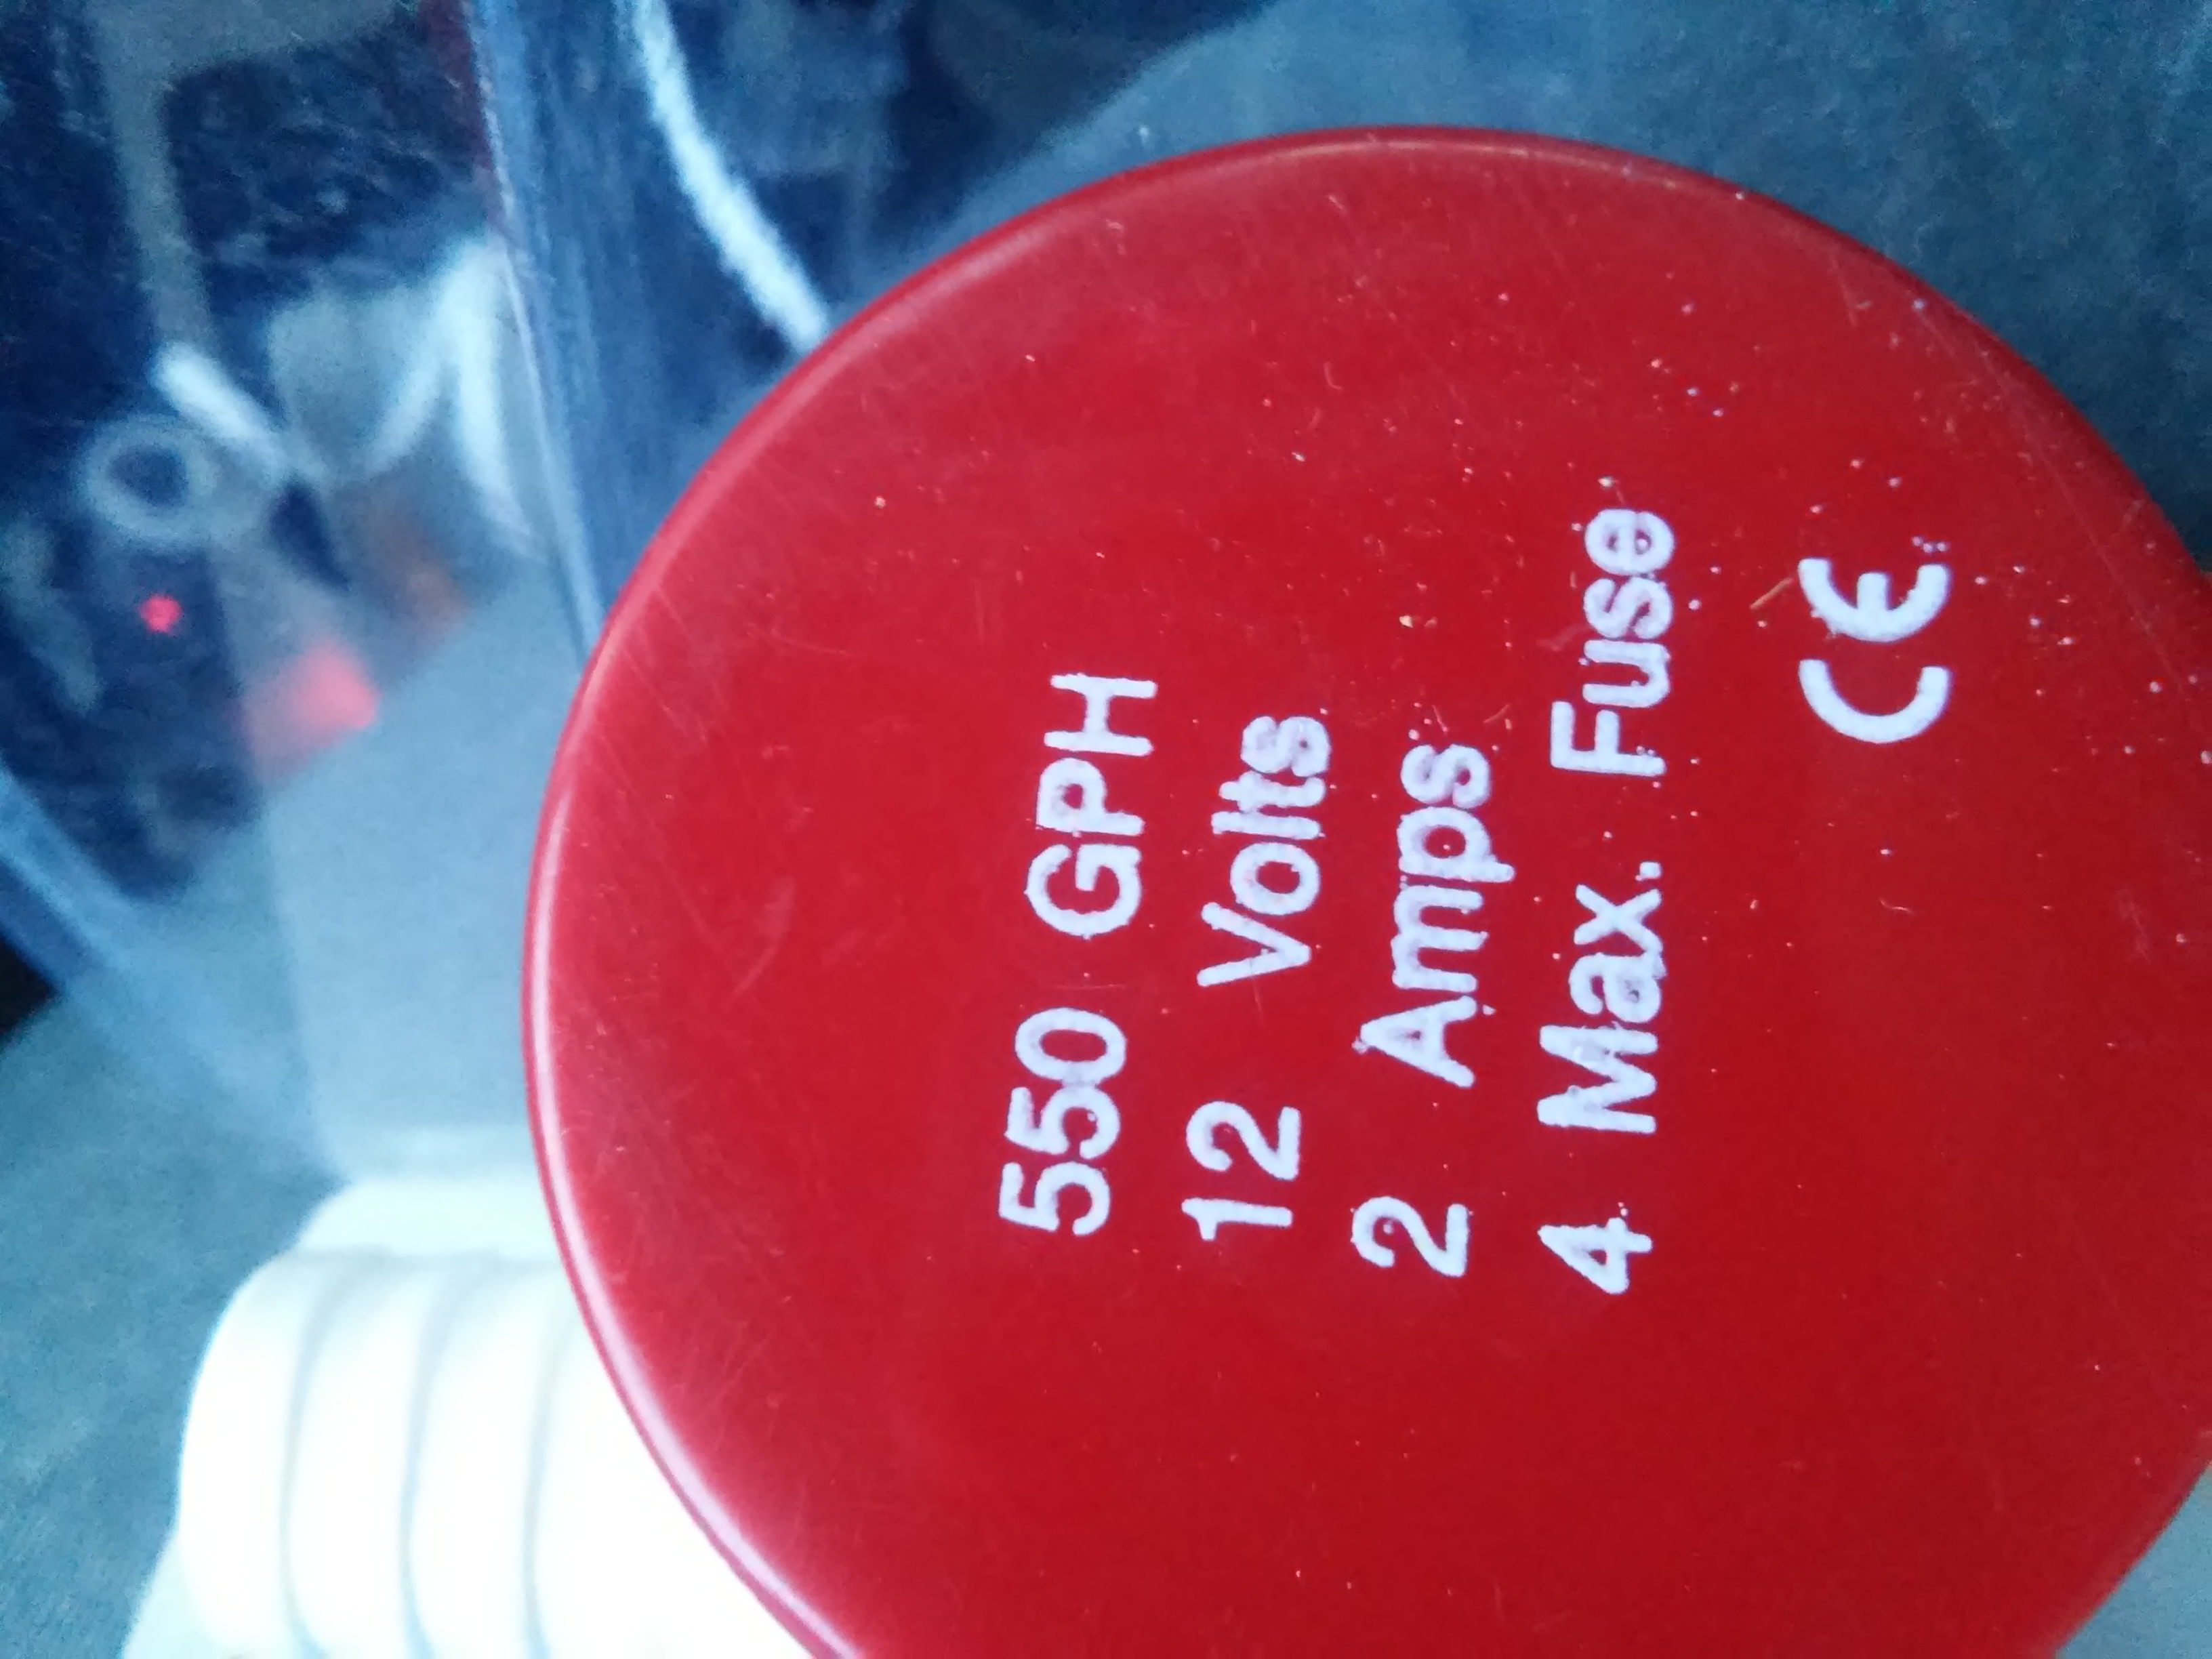 550 GPH
12 Volts
2 Amps
4 Max. Fuse
CE